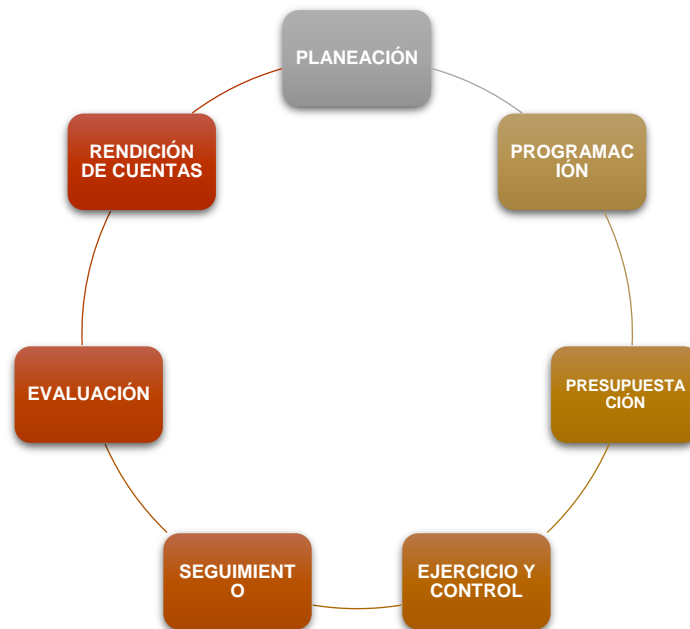 PLANEACIÓN
PROGRAMAC
IÓN
PRESUPUESTA
CIÓN
EJERCICIO Y
CONTROL
SEGUIMIENT
O
EVALUACIÓN
RENDICIÓN
DE CUENTAS